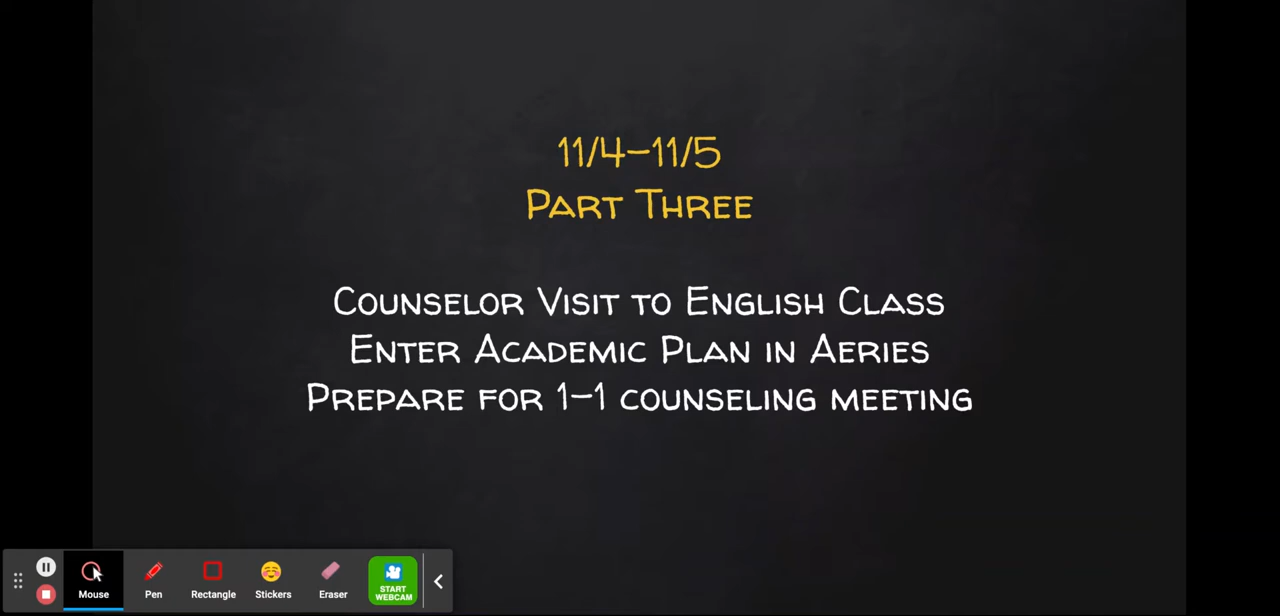 11/4-11/5
Part Three
Counselor Visit to English Class
Enter Academic Plan in Aeries
Prepare for 1-1 counseling meeting
Mouse
Pen
Rectangle
Stickers
Eraser
START
WEBCAM